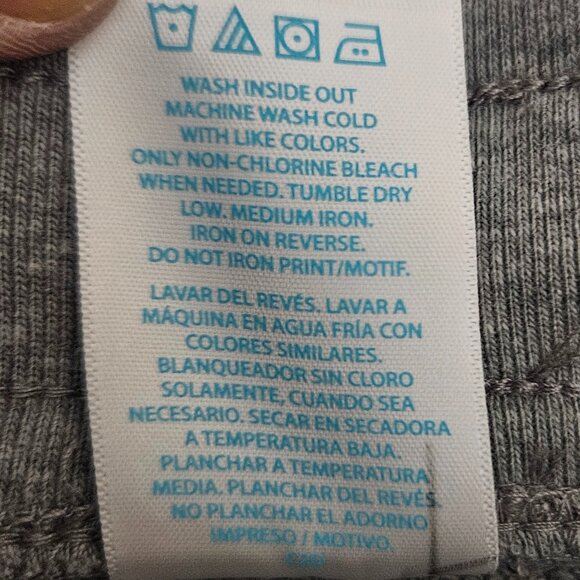 WASH INSIDE OUT
MACHINE WASH COLD
WITH LIKE COLORS.
ONLY NON-CHLORINE BLEACH
WHEN NEEDED. TUMBLE DRY
LOW. MEDIUM IRON.
IRON ON REVERSE.
DO NOT IRON PRINT/MOTIF.
LAVAR DEL REVÉS. LAVAR A
MÁQUINA EN AGUA FRÍA CON
COLORES SIMILARES.
BLANQUEADOR SIN CLORO
SOLAMENTE, CUANDO SEA
NECESARIO. SECAR EN SECADORA
A TEMPERATURA BAJA.
PLANCHAR A TEMPERATURA
MEDIA. PLANCHAR DEL REVÉS.
NO PLANCHAR EL ADORNO
IMPRESO / MOTIVO.